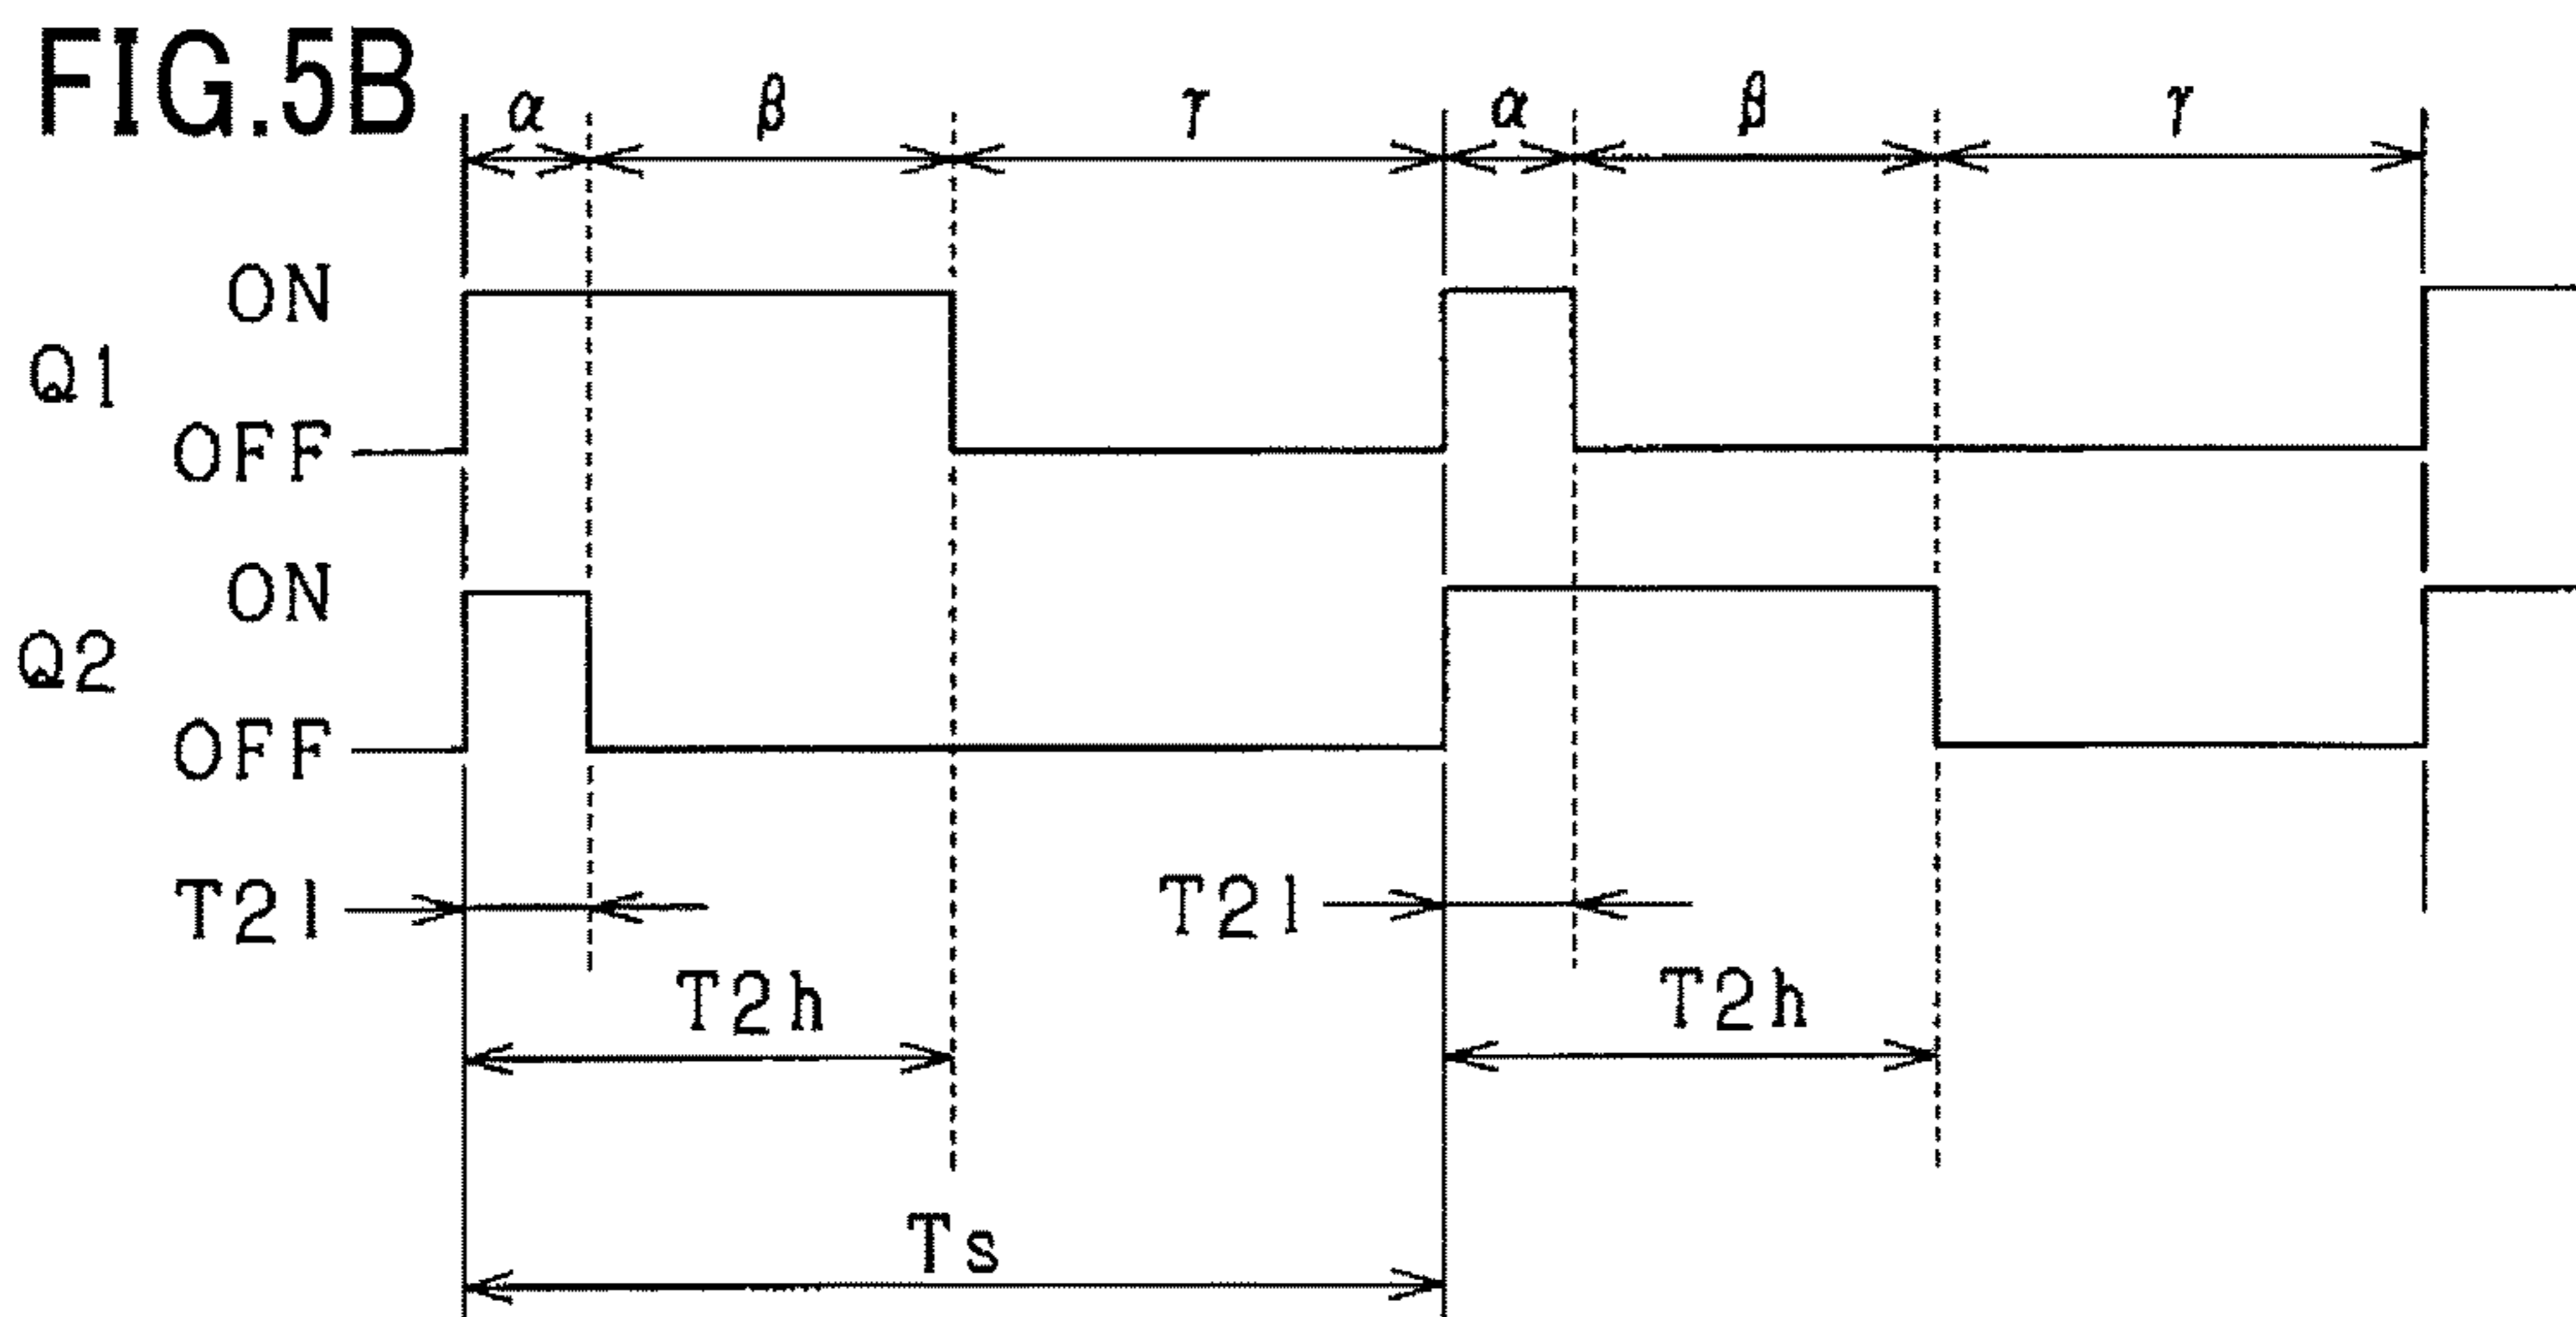 FIG.5B
α β γ α β γ
ON
Q1
OFF
ON
Q2
OFF
T2l T2l
T2h T2h
Ts